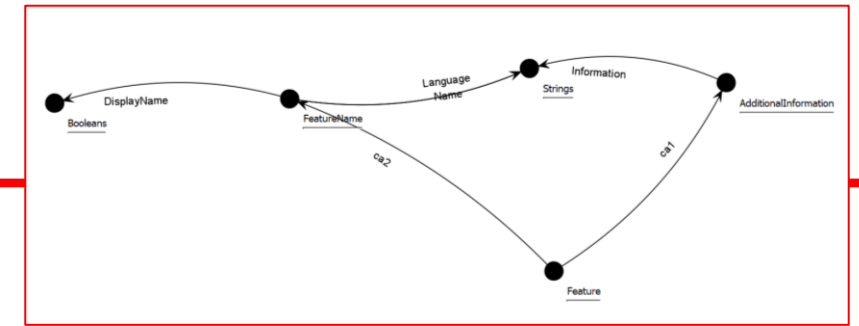 Language
Name
Information
DisplayName
Strings
AdditionalInformation
Booleans
FeatureName
ca2
ca1
Feature